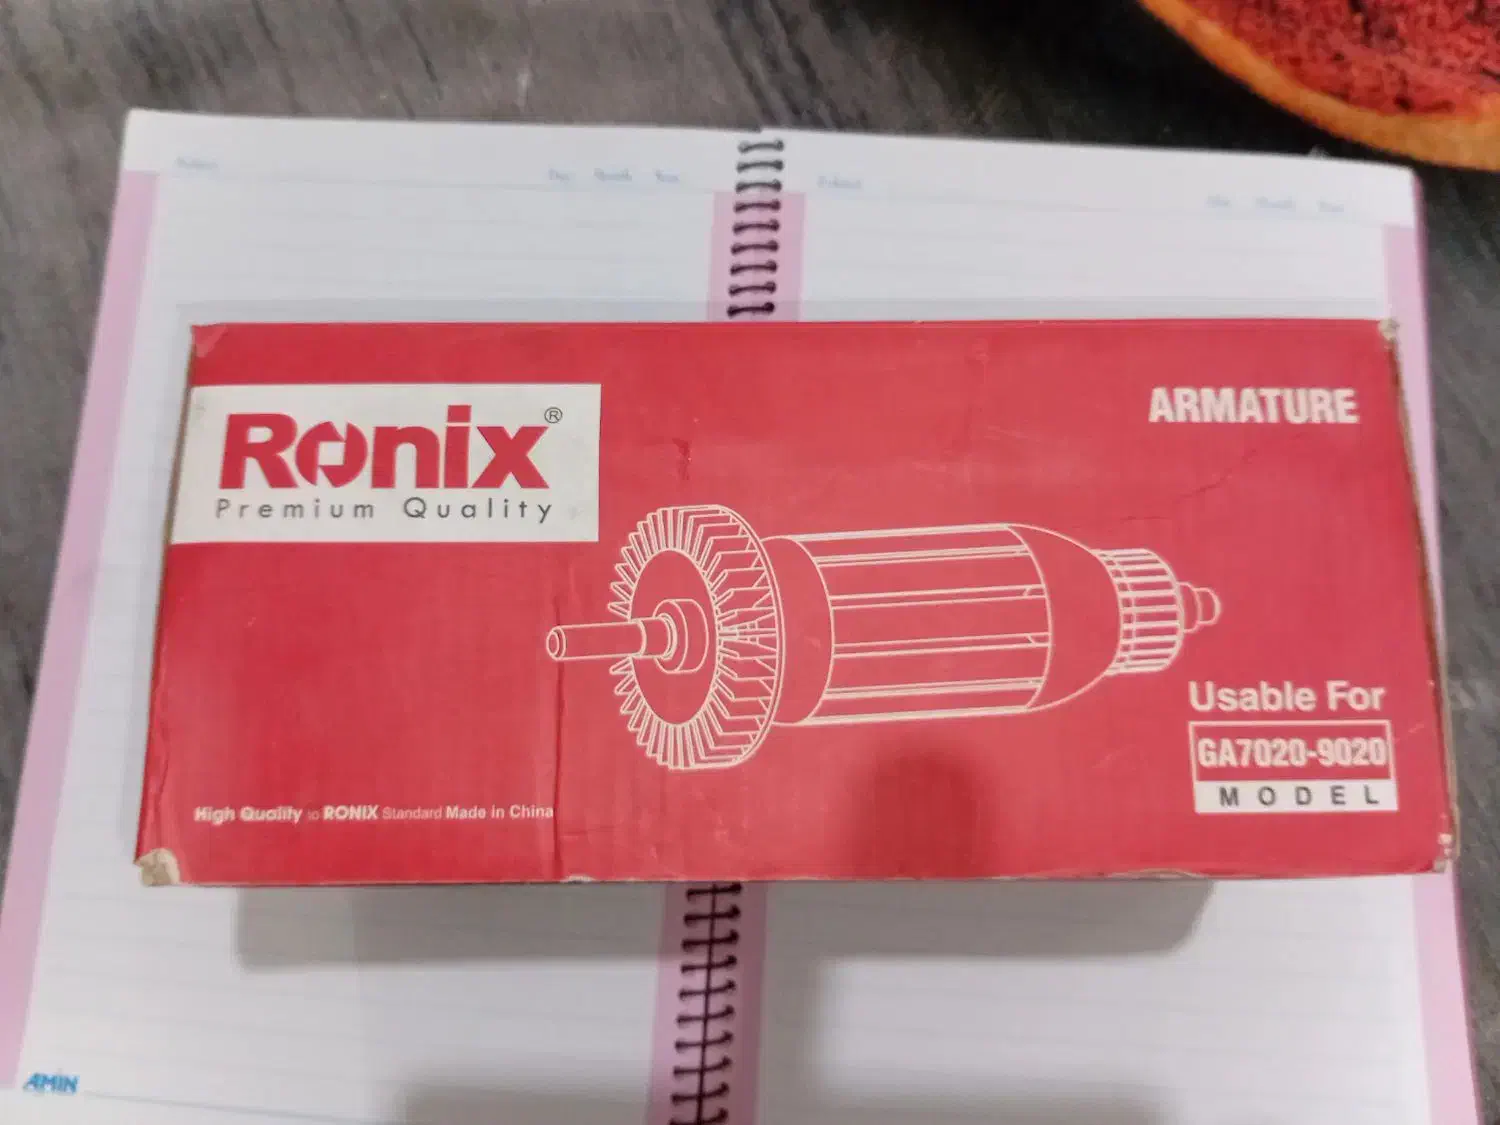 Ronix®
Premium Quality
ARMATURE
Usable For
GA7020-9020
MODEL
High Quality to RONIX Standard Made in China
AMIN